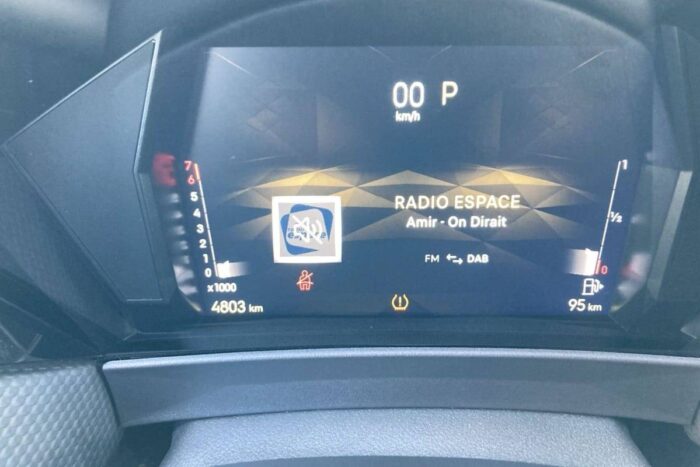 00 P
km/h
7
6
5
4
3
2
1
0
x1000
4803 km
espace
RADIO ESPACE
Amir - On Dirait
FM DAB
1
½
0
95 km